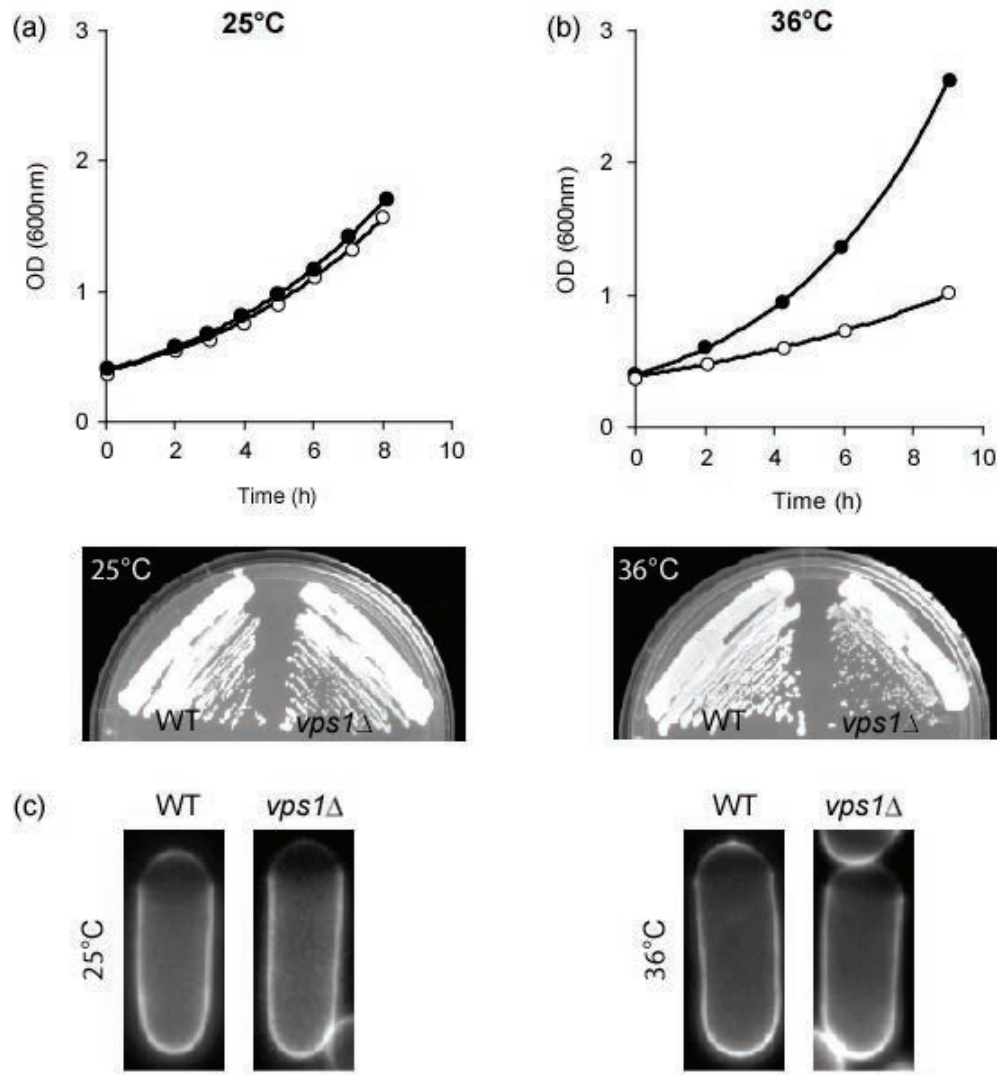 (a)
25°C
3
2
1
0
OD (600nm)
0 2 4 6 8 10
Time (h)
(b)
36°C
3
2
1
0
OD (600nm)
0 2 4 6 8 10
Time (h)
25°C
WT vps1Δ
36°C
WT vps1Δ
(c)
WT vps1Δ
25°C
WT vps1Δ
36°C